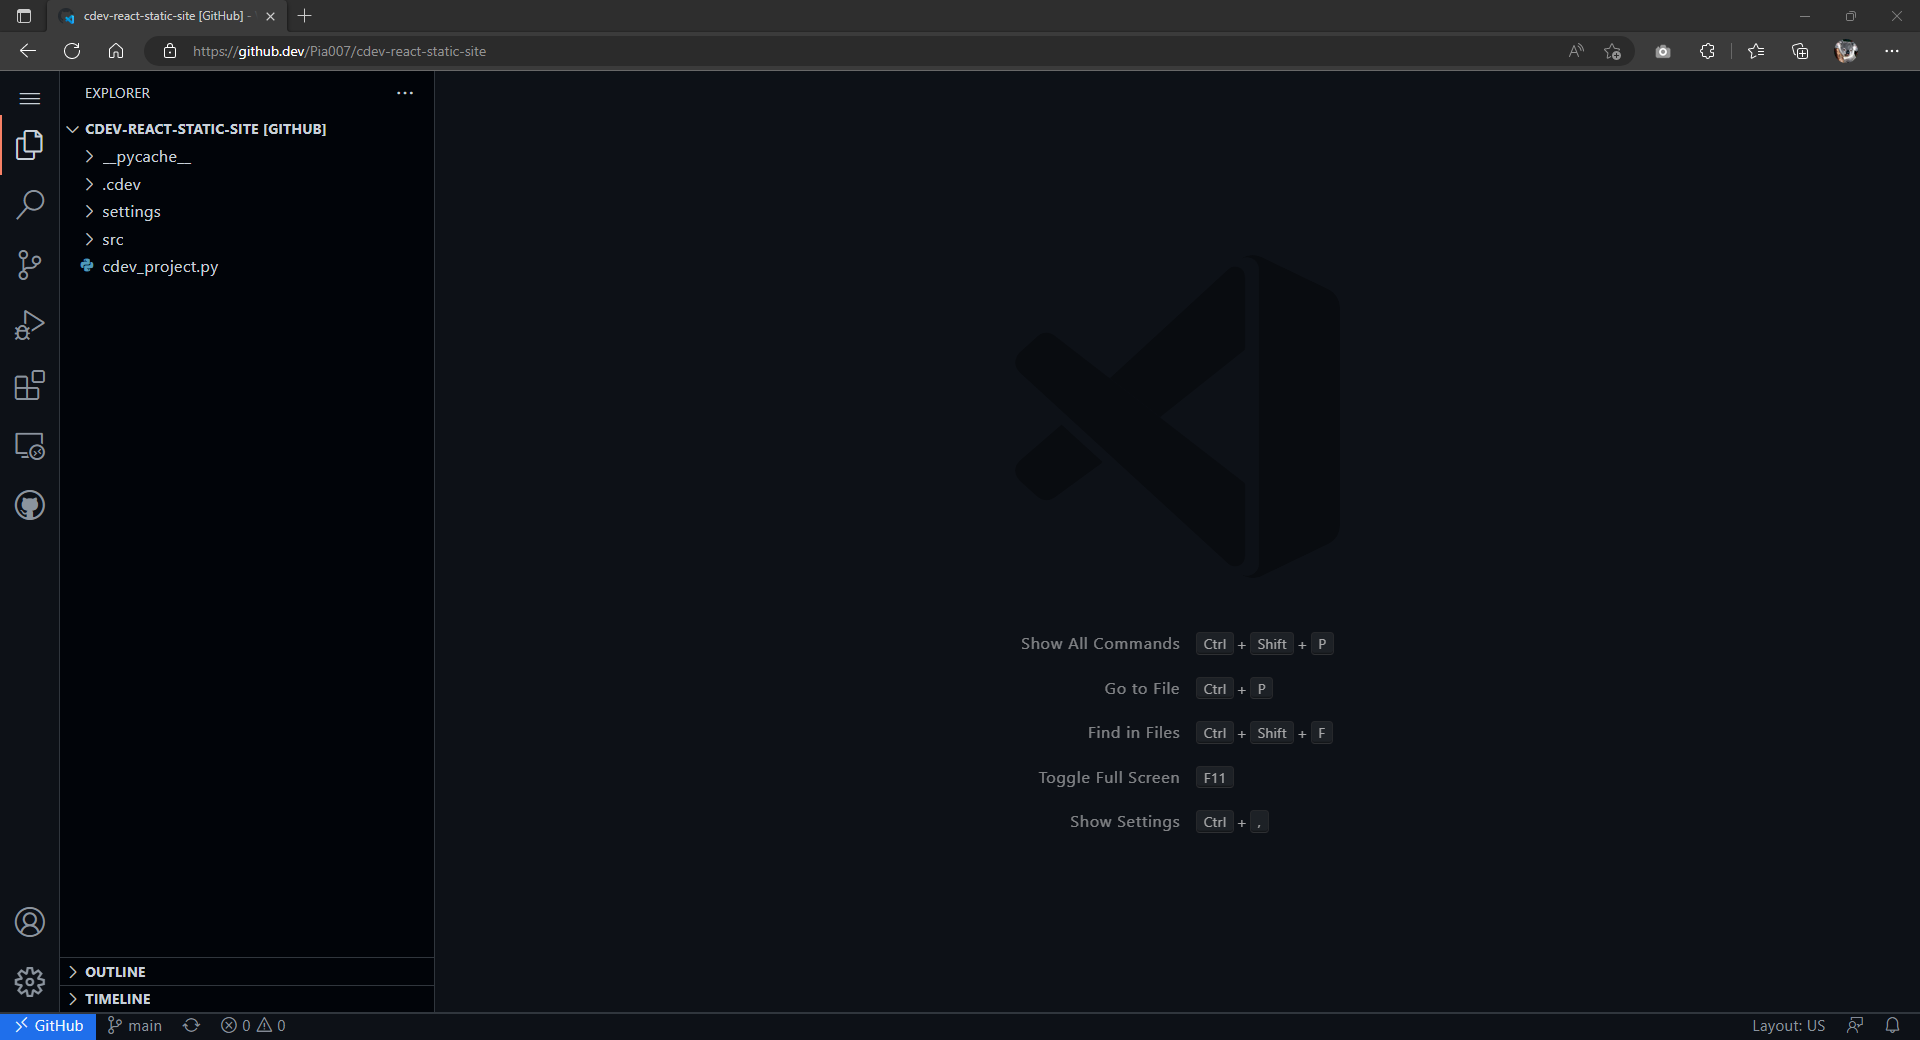 cdev-react-static-site [GitHub] -
https://github.dev/Pia007/cdev-react-static-site
EXPLORER
CDEV-REACT-STATIC-SITE [GITHUB]
__pycache__
.cdev
settings
src
cdev_project.py
Show All Commands Ctrl + Shift + P
Go to File Ctrl + P
Find in Files Ctrl + Shift + F
Toggle Full Screen F11
Show Settings Ctrl + ,
OUTLINE
TIMELINE
GitHub main 0 0 Layout: US